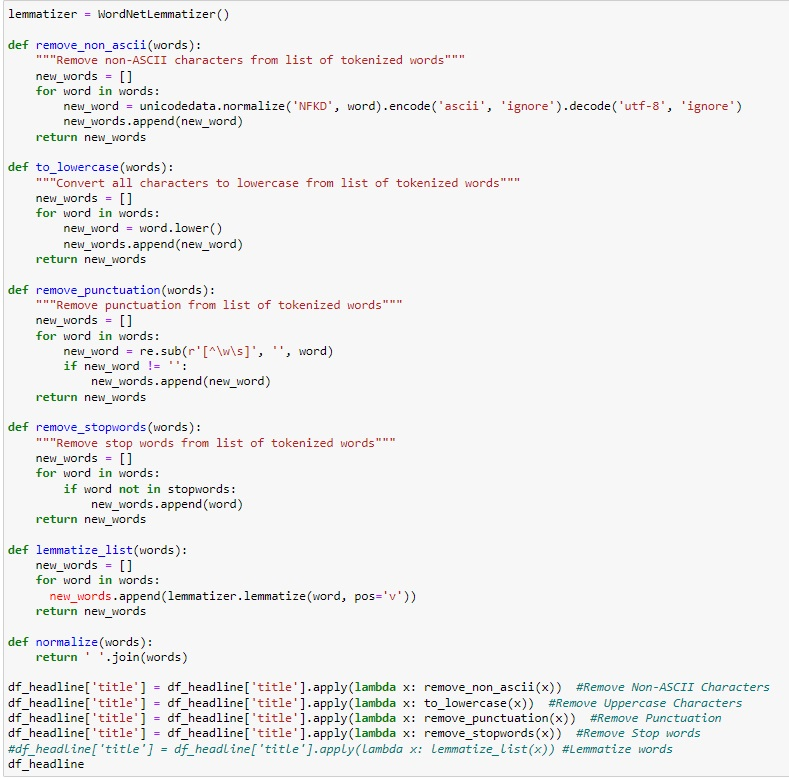 lemmatizer = WordNetLemmatizer()

def remove_non_ascii(words):
    """Remove non-ASCII characters from list of tokenized words"""
    new_words = []
    for word in words:
        new_word = unicodedata.normalize('NFKD', word).encode('ascii', 'ignore').decode('utf-8', 'ignore')
        new_words.append(new_word)
    return new_words

def to_lowercase(words):
    """Convert all characters to lowercase from list of tokenized words"""
    new_words = []
    for word in words:
        new_word = word.lower()
        new_words.append(new_word)
    return new_words

def remove_punctuation(words):
    """Remove punctuation from list of tokenized words"""
    new_words = []
    for word in words:
        new_word = re.sub(r'[^\w\s]', '', word)
        if new_word != '':
            new_words.append(new_word)
    return new_words

def remove_stopwords(words):
    """Remove stop words from list of tokenized words"""
    new_words = []
    for word in words:
        if word not in stopwords:
            new_words.append(word)
    return new_words

def lemmatize_list(words):
    new_words = []
    for word in words:
      new_words.append(lemmatizer.lemmatize(word, pos='v'))
    return new_words

def normalize(words):
    return ' '.join(words)

df_headline['title'] = df_headline['title'].apply(lambda x: remove_non_ascii(x))  #Remove Non-ASCII Characters
df_headline['title'] = df_headline['title'].apply(lambda x: to_lowercase(x))  #Remove Uppercase Characters
df_headline['title'] = df_headline['title'].apply(lambda x: remove_punctuation(x))  #Remove Punctuation
df_headline['title'] = df_headline['title'].apply(lambda x: remove_stopwords(x))  #Remove Stop words
#df_headline['title'] = df_headline['title'].apply(lambda x: lemmatize_list(x)) #Lemmatize words
df_headline